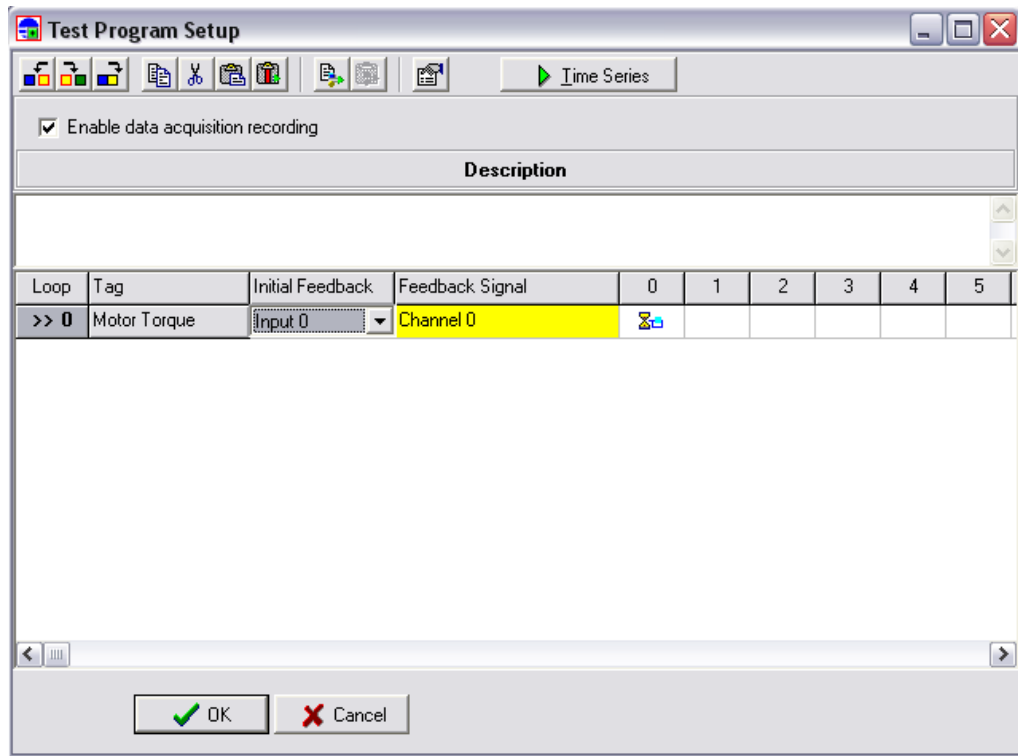 Test Program Setup
Time Series
Enable data acquisition recording
Description
Loop Tag Initial Feedback Feedback Signal 0 1 2 3 4 5
>> 0 Motor Torque Input 0 Channel 0
OK Cancel